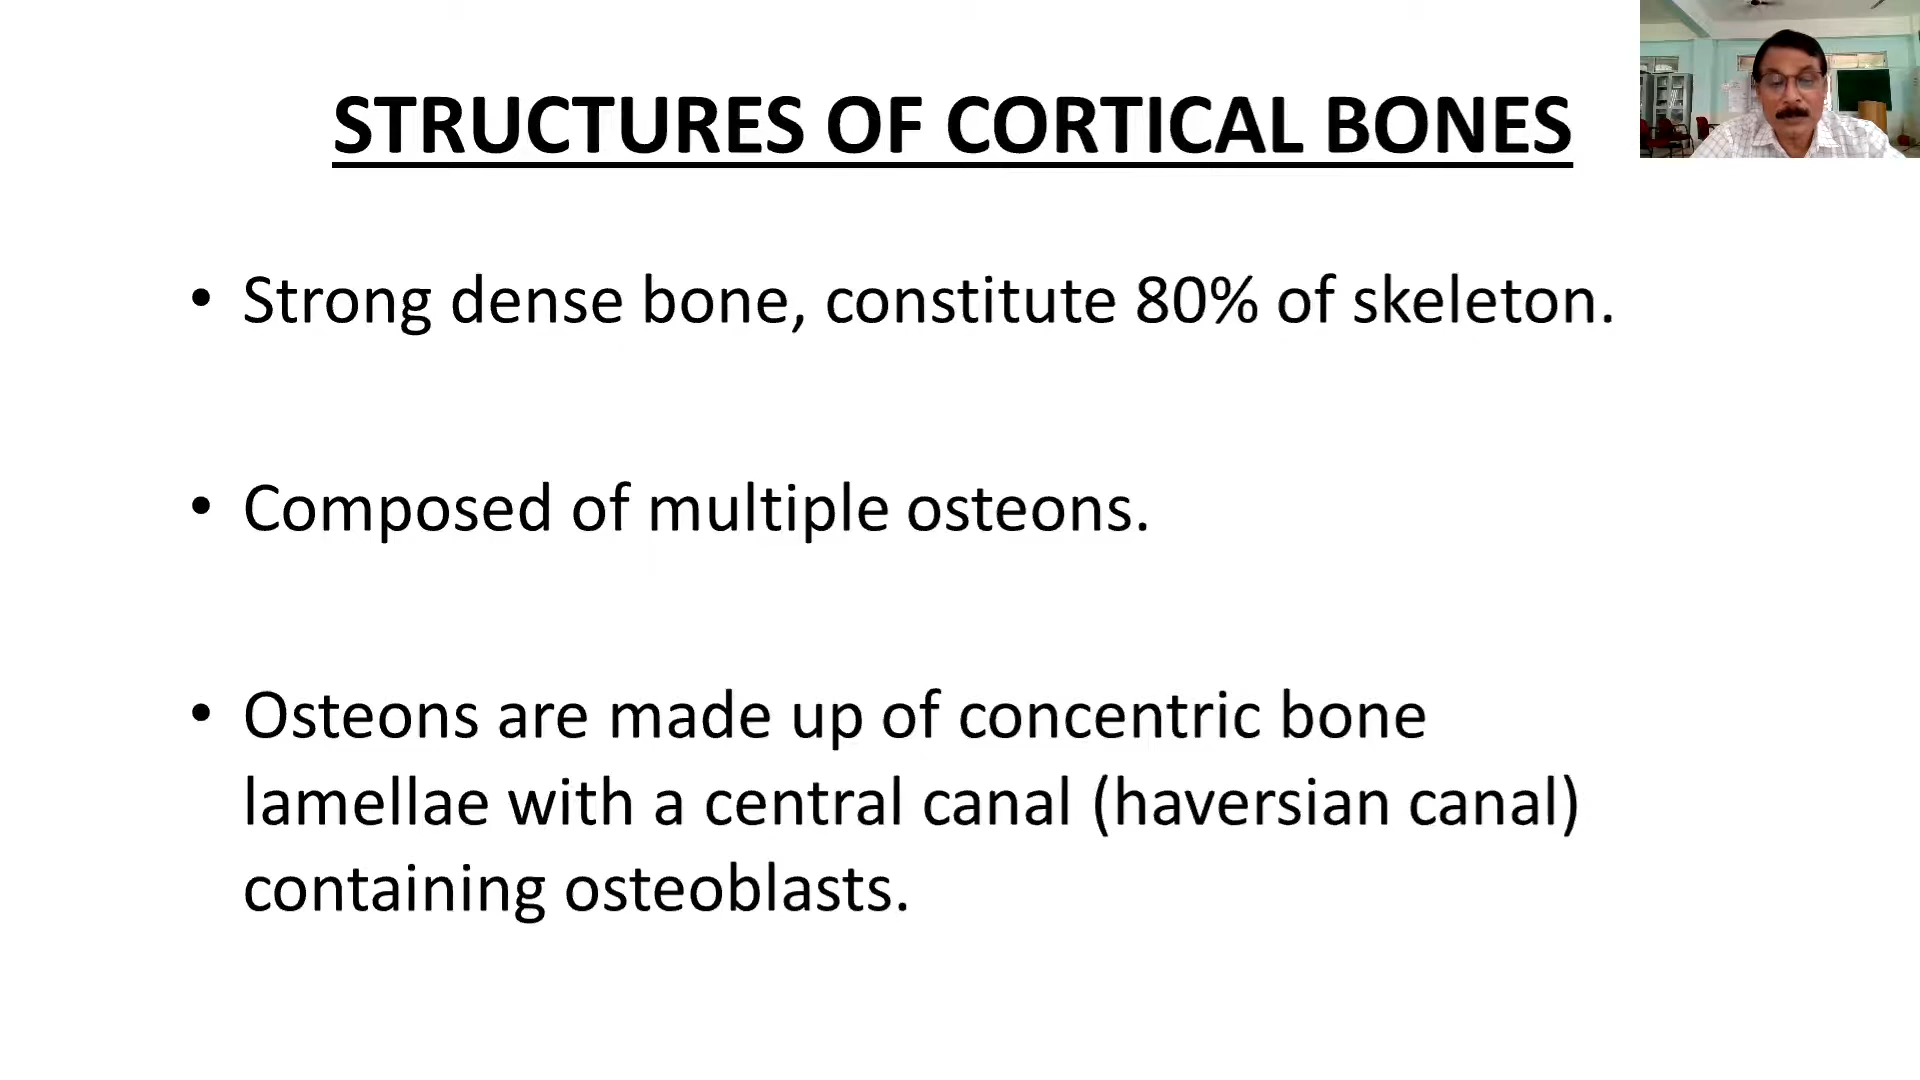 STRUCTURES OF CORTICAL BONES
• Strong dense bone, constitute 80% of skeleton.
• Composed of multiple osteons.
• Osteons are made up of concentric bone
lamellae with a central canal (haversian canal)
containing osteoblasts.